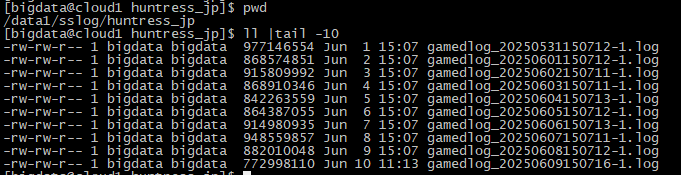 [bigdata@cloud1 huntress_jp]$ pwd
/data1/sslog/huntress_jp
[bigdata@cloud1 huntress_jp]$ ll |tail -10
-rw-rw-r-- 1 bigdata bigdata  977146554 Jun  1 15:07 gamedlog_20250531150712-1.log
-rw-rw-r-- 1 bigdata bigdata  868574851 Jun  2 15:07 gamedlog_20250601150712-1.log
-rw-rw-r-- 1 bigdata bigdata  915809992 Jun  3 15:07 gamedlog_20250602150711-1.log
-rw-rw-r-- 1 bigdata bigdata  868910346 Jun  4 15:07 gamedlog_20250603150711-1.log
-rw-rw-r-- 1 bigdata bigdata  842263559 Jun  5 15:07 gamedlog_20250604150713-1.log
-rw-rw-r-- 1 bigdata bigdata  864387055 Jun  6 15:07 gamedlog_20250605150712-1.log
-rw-rw-r-- 1 bigdata bigdata  914980935 Jun  7 15:07 gamedlog_20250606150713-1.log
-rw-rw-r-- 1 bigdata bigdata  948559857 Jun  8 15:07 gamedlog_20250607150711-1.log
-rw-rw-r-- 1 bigdata bigdata  882010048 Jun  9 15:07 gamedlog_20250608150712-1.log
-rw-rw-r-- 1 bigdata bigdata  772998110 Jun 10 11:13 gamedlog_20250609150716-1.log
[bigdata@cloud1 huntress_jp]$